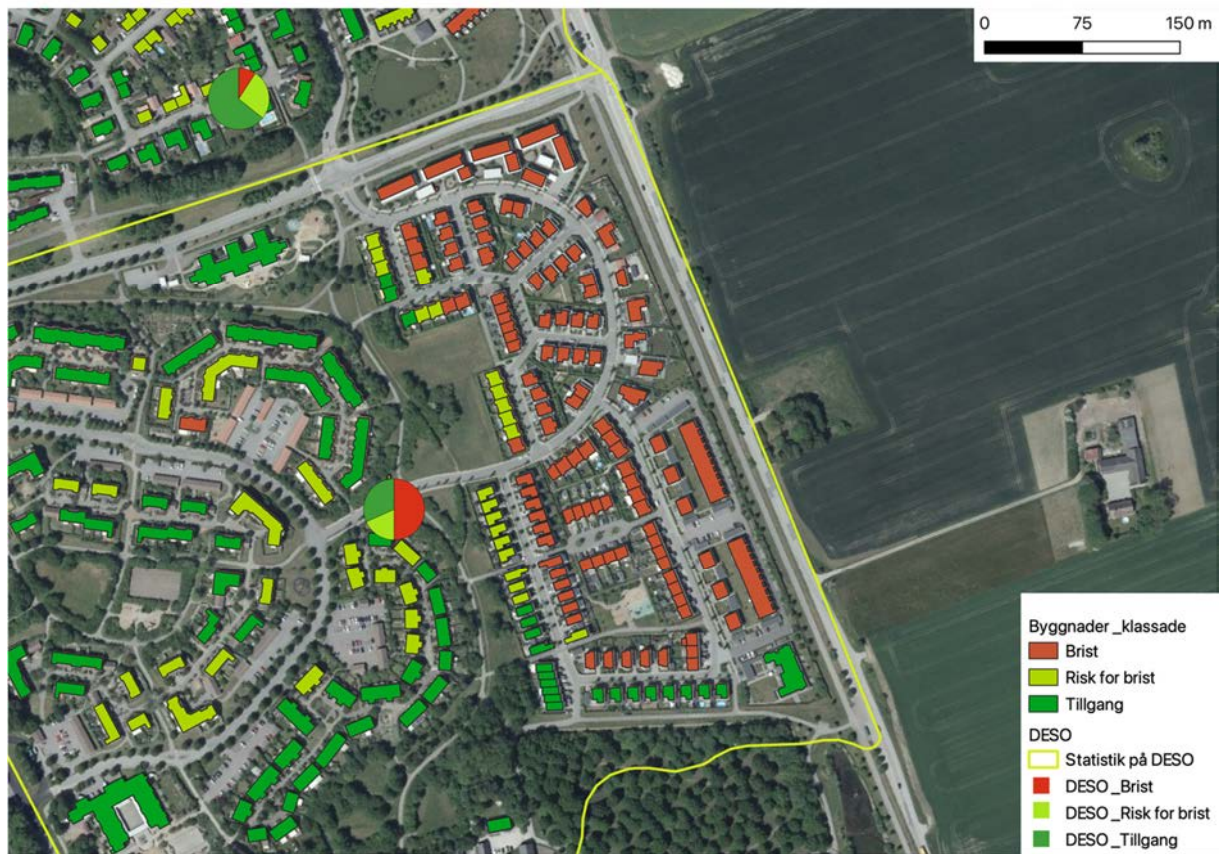 0 75 150 m
Byggnader _klassade
Brist
Risk for brist
Tillgang
DESO
Statistik på DESO
DESO _Brist
DESO _Risk for brist
DESO _Tillgang